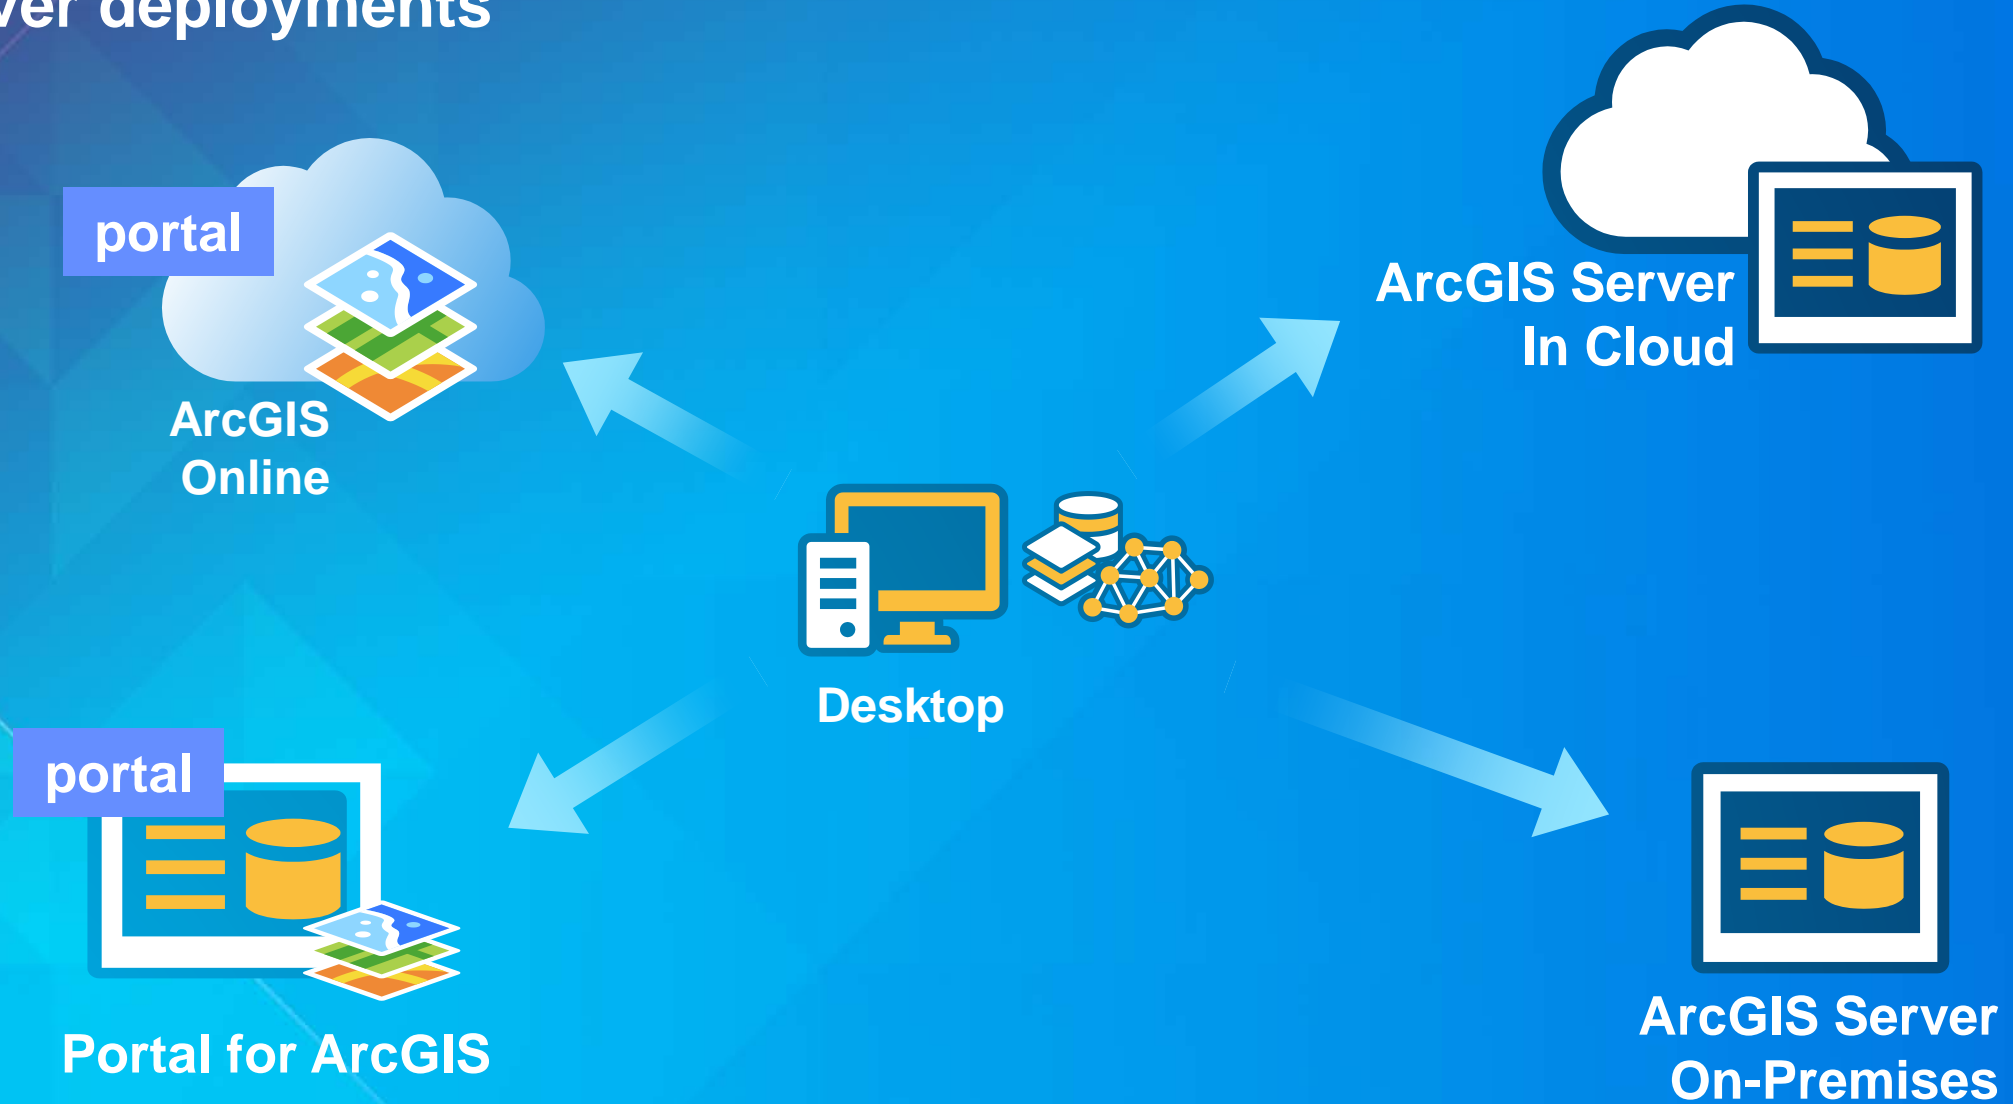 ver deployments
portal
ArcGIS
Online
ArcGIS Server
In Cloud
Desktop
portal
Portal for ArcGIS
ArcGIS Server
On-Premises